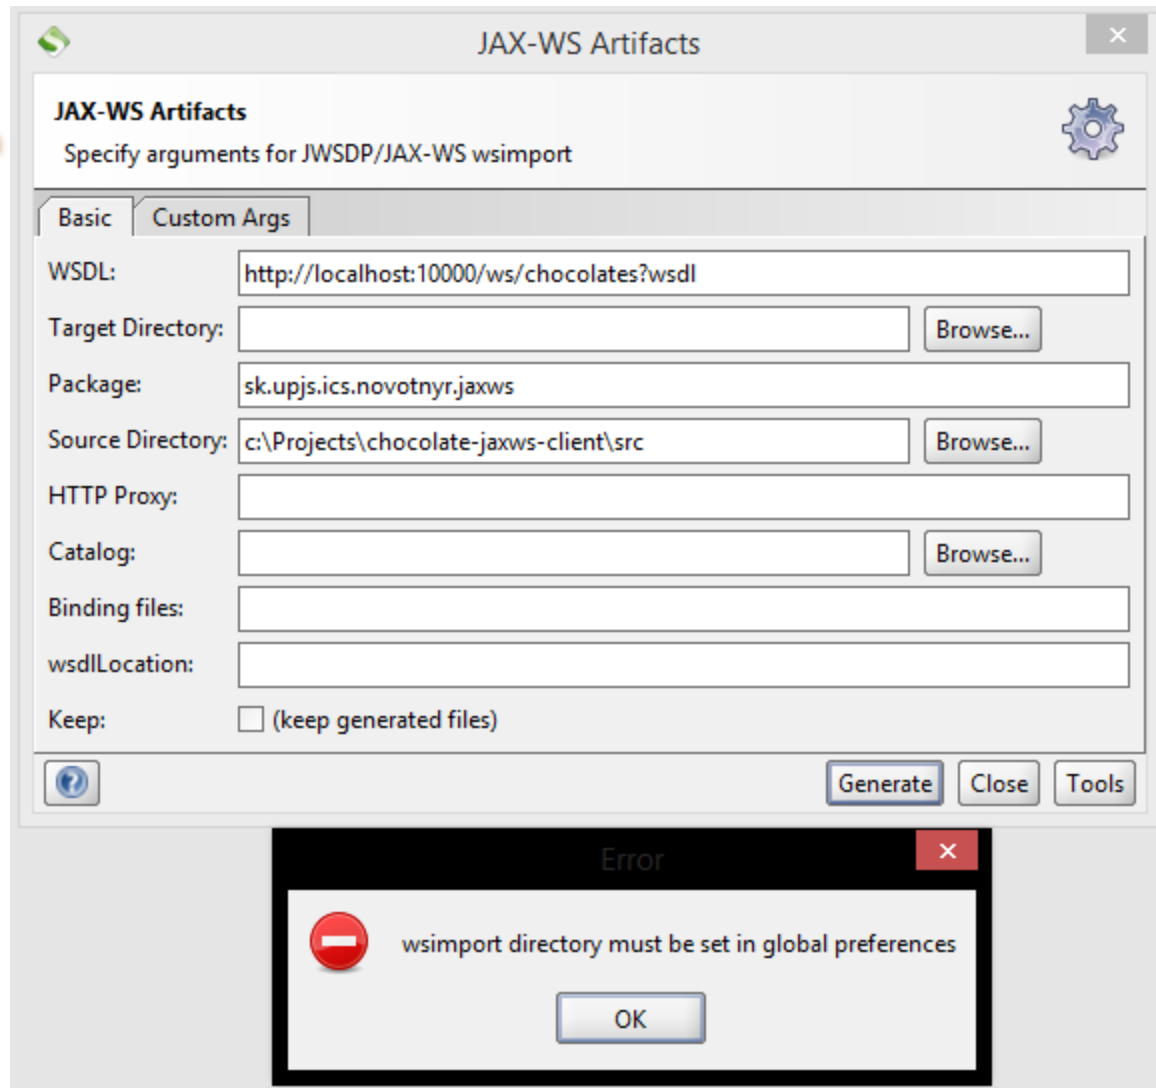 JAX-WS Artifacts
JAX-WS Artifacts
Specify arguments for JWSDP/JAX-WS wsimport
Basic Custom Args
WSDL: http://localhost:10000/ws/chocolates?wsdl
Target Directory: Browse...
Package: sk.upjs.ics.novotnyr.jaxws
Source Directory: c:\Projects\chocolate-jaxws-client\src Browse...
HTTP Proxy:
Catalog: Browse...
Binding files:
wsdlLocation:
Keep: (keep generated files)
Generate Close Tools
Error
wsimport directory must be set in global preferences
OK